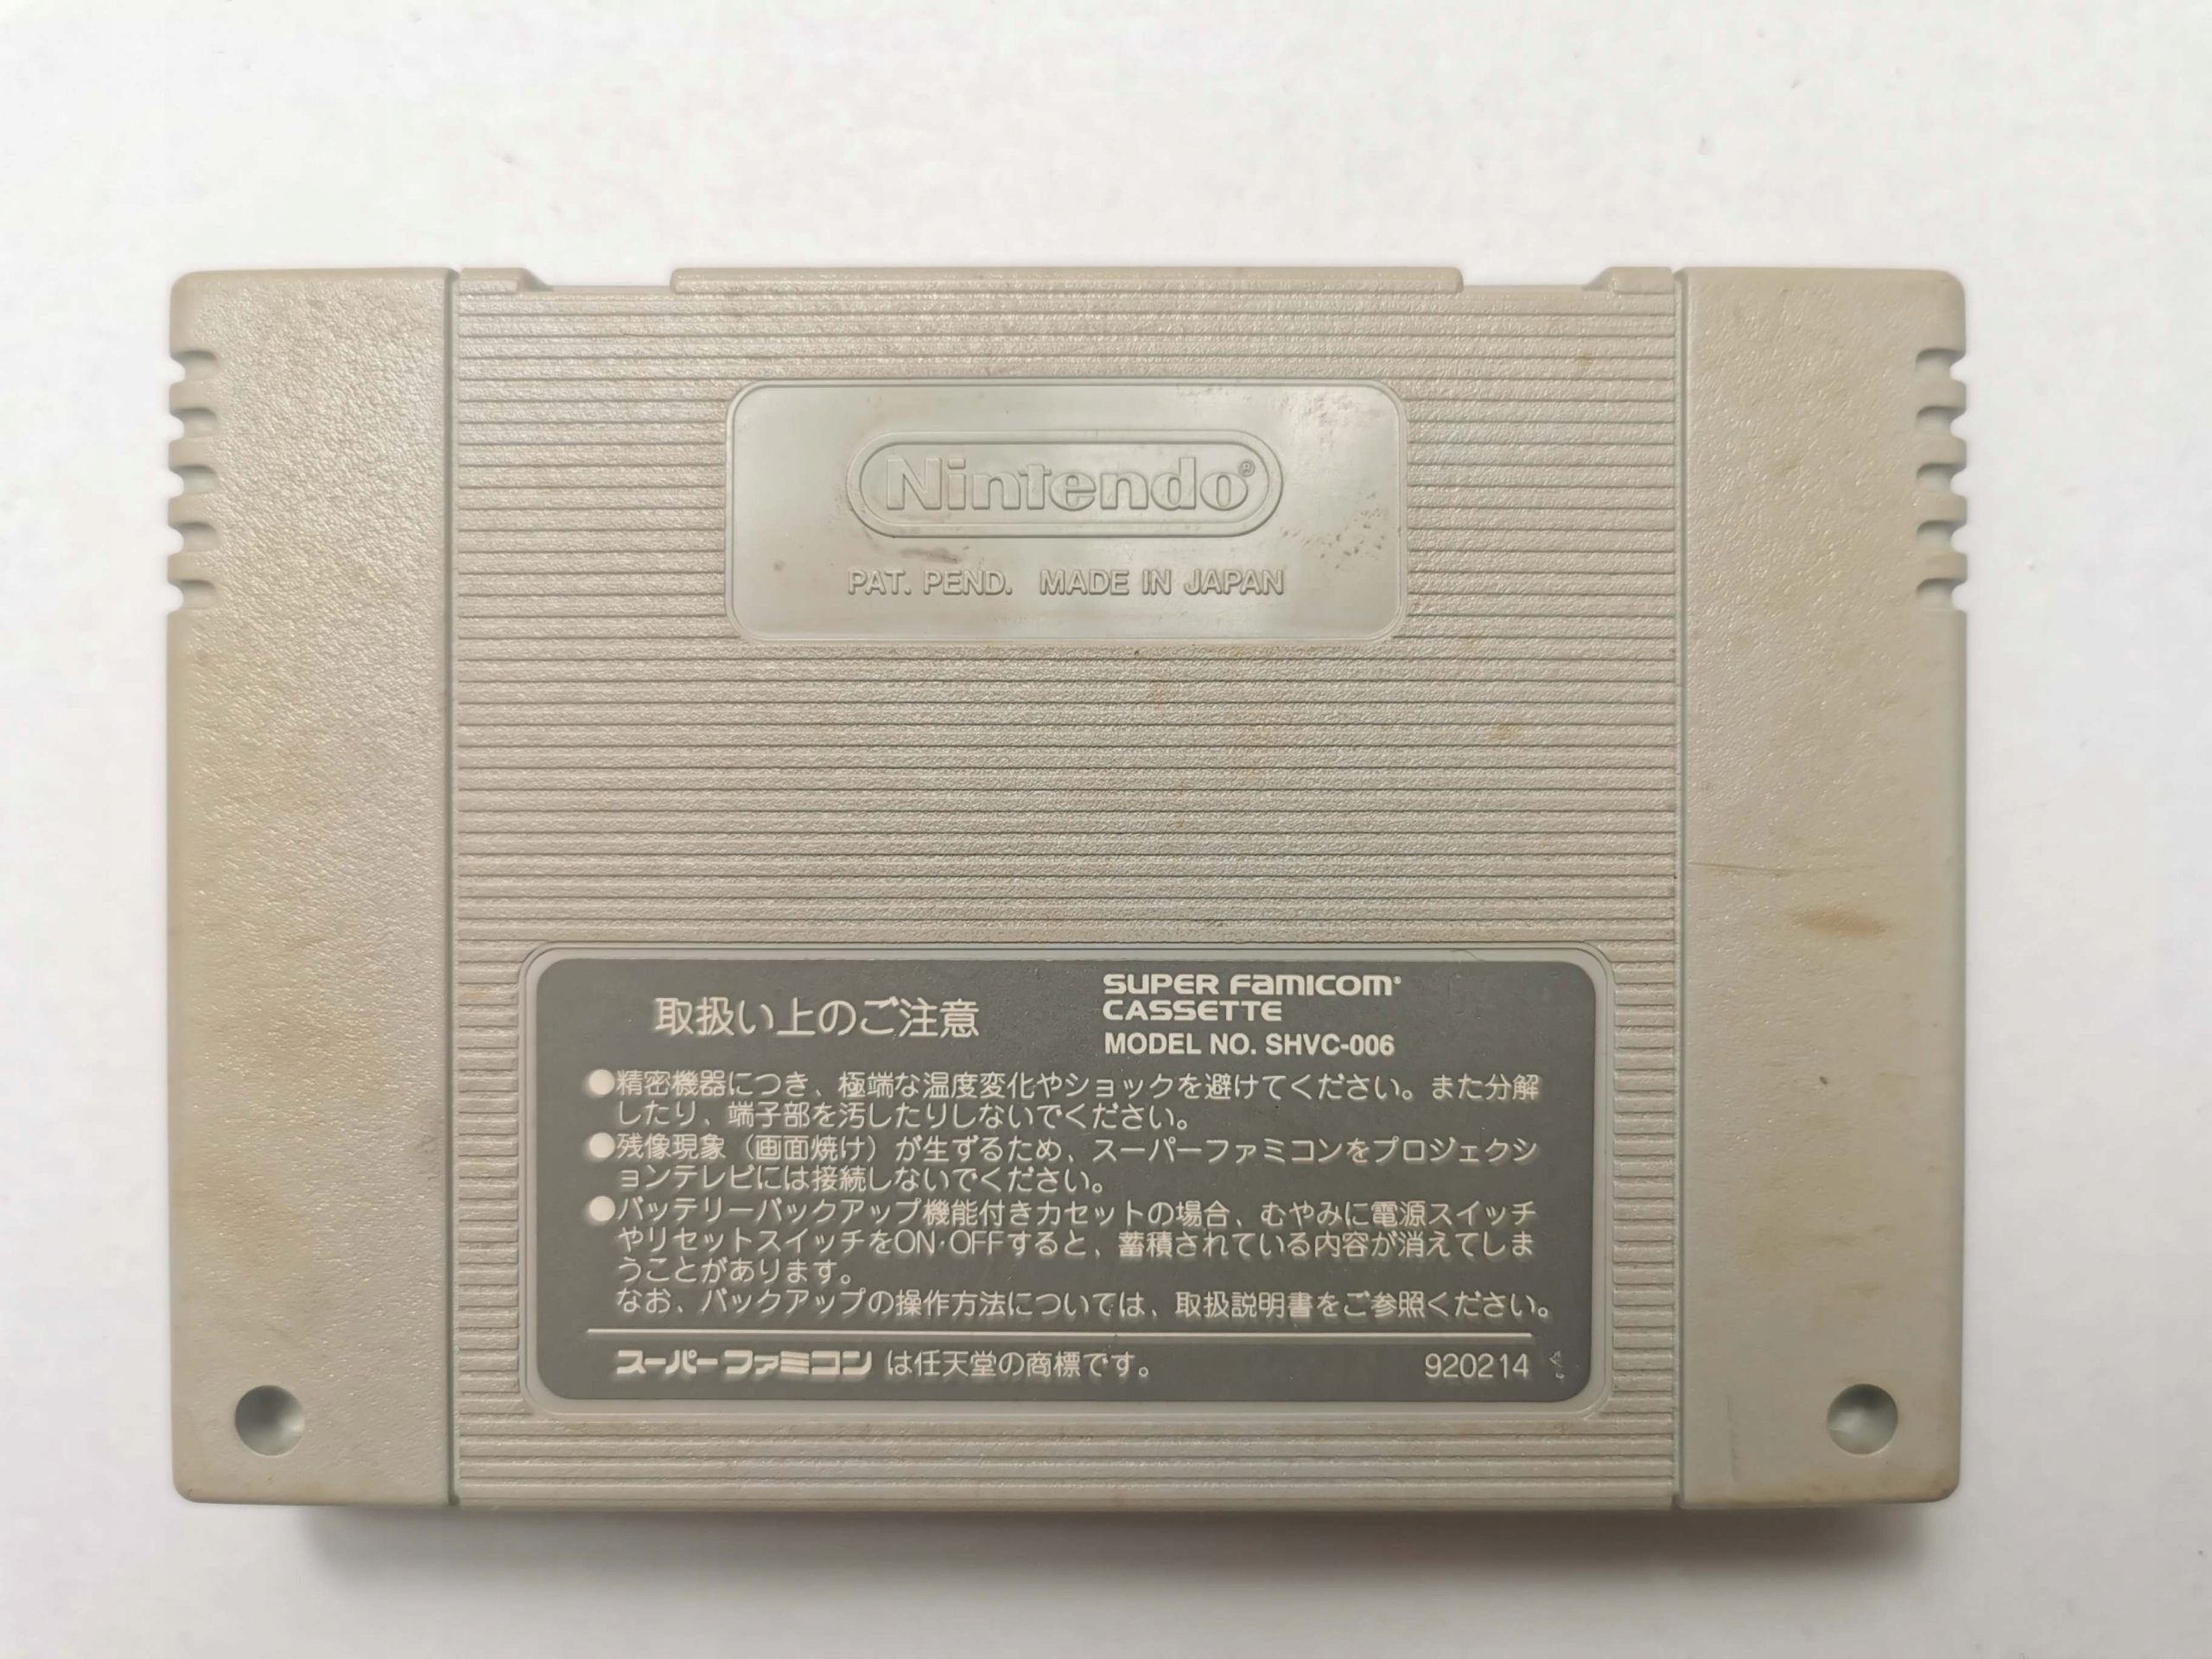 Nintendo®
PAT. PEND. MADE IN JAPAN
取扱い上のご注意
SUPER FAMICOM
CASSETTE
MODEL NO. SHVC-006
●精密機器につき、極端な温度変化やショックを避けてください。また分解
したり、端子部を汚したりしないでください。
●残像現象（画面焼け）が生ずるため、スーパーファミコンをプロジェクシ
ョンテレビには接続しないでください。
●バッテリーバックアップ機能付きカセットの場合、むやみに電源スイッチ
やリセットスイッチをON·OFFすると、蓄積されている内容が消えてしま
うことがあります。
なお、バックアップの操作方法については、取扱説明書をご参照ください。
スーパーファミコン は任天堂の商標です。
920214